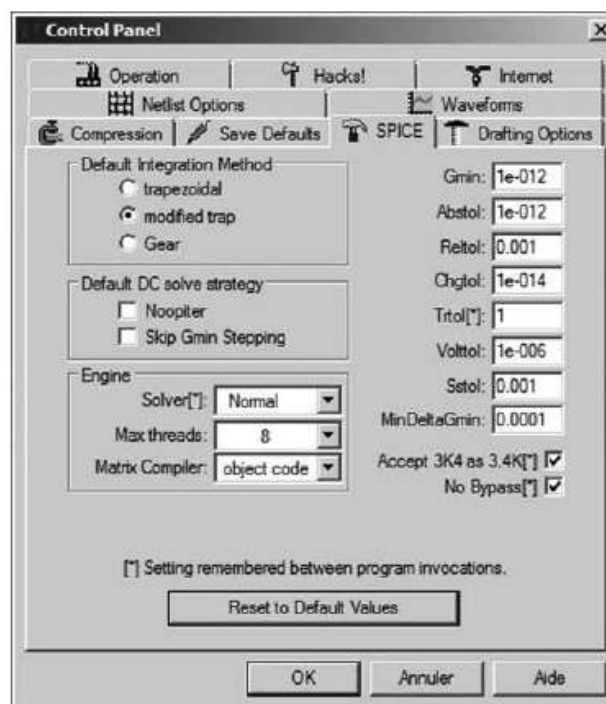 Control Panel
Operation
Hacks!
Internet
Netlist Options
Waveforms
Compression
Save Defaults
SPICE
Drafting Options
Default Integration Method
trapezoidal
modified trap
Gear
Default DC solve strategy
Noopiter
Skip Gmin Stepping
Engine
Solver[*]: Normal
Max threads: 8
Matrix Compiler: object code
Gmin: 1e-012
Abstol: 1e-012
Reltol: 0.001
Chgtol: 1e-014
Trtol[*]: 1
Volttol: 1e-006
Sstol: 0.001
MinDeltaGmin: 0.0001
Accept 3K4 as 3.4K[*]
No Bypass[*]
[*] Setting remembered between program invocations.
Reset to Default Values
OK
Annuler
Aide